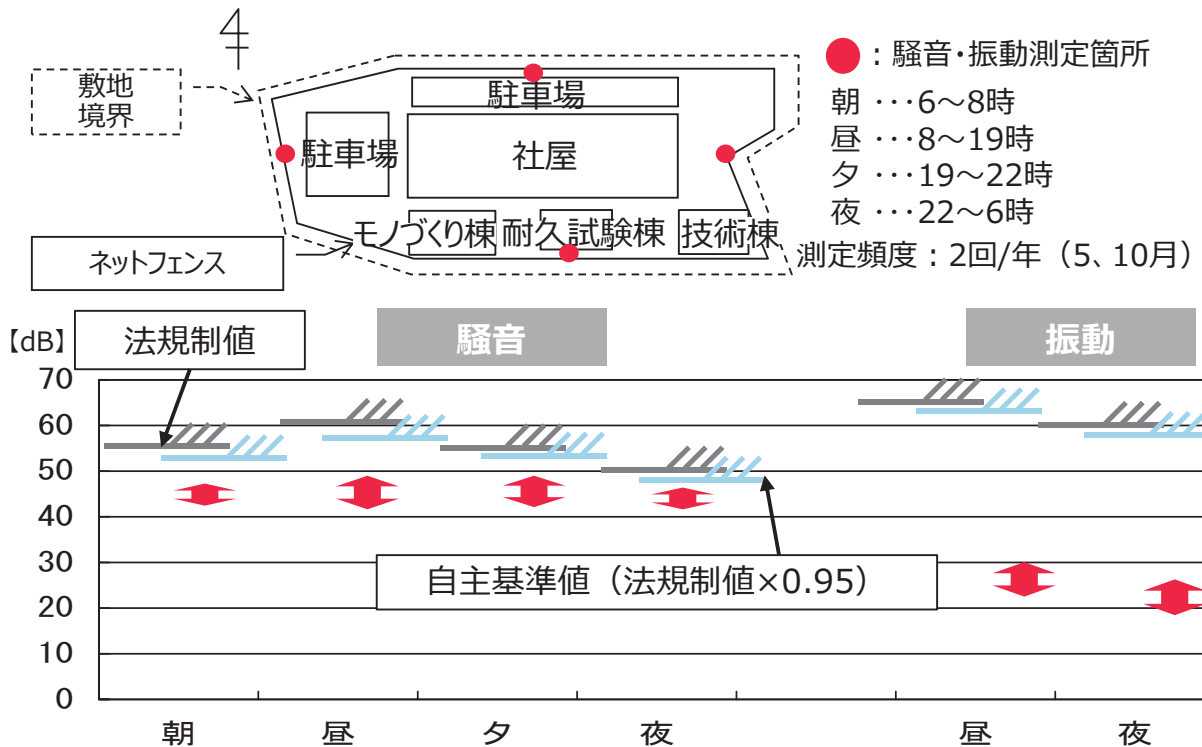 敷地
境界
ネットフェンス
駐車場
駐車場
社屋
モノづくり棟
耐久試験棟
技術棟
：騒音・振動測定箇所
朝 ･･･6～8時
昼 ･･･8～19時
夕 ･･･19～22時
夜 ･･･22～6時
測定頻度：2回/年（5、10月）
【dB】
法規制値
騒音
振動
70
60
50
40
30
20
10
0
自主基準値（法規制値×0.95）
朝 昼 夕 夜 昼 夜